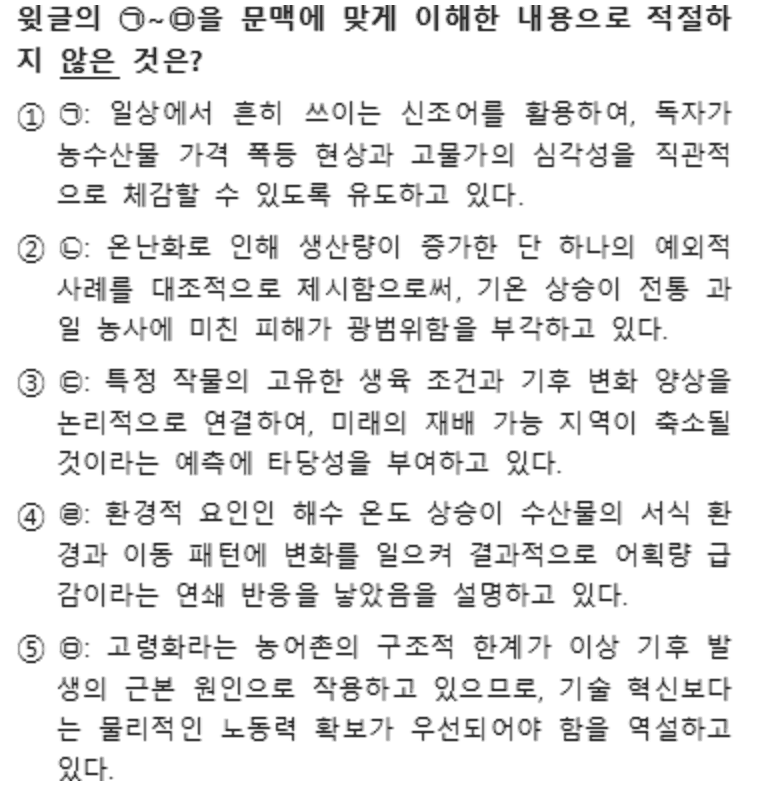 윗글의 ㉠~㉤을 문맥에 맞게 이해한 내용으로 적절하
지 않은 것은?
① ㉠: 일상에서 흔히 쓰이는 신조어를 활용하여, 독자가
농수산물 가격 폭등 현상과 고물가의 심각성을 직관적
으로 체감할 수 있도록 유도하고 있다.
② ㉡: 온난화로 인해 생산량이 증가한 단 하나의 예외적
사례를 대조적으로 제시함으로써, 기온 상승이 전통 과
일 농사에 미친 피해가 광범위함을 부각하고 있다.
③ ㉢: 특정 작물의 고유한 생육 조건과 기후 변화 양상을
논리적으로 연결하여, 미래의 재배 가능 지역이 축소될
것이라는 예측에 타당성을 부여하고 있다.
④ ㉣: 환경적 요인인 해수 온도 상승이 수산물의 서식 환
경과 이동 패턴에 변화를 일으켜 결과적으로 어획량 급
감이라는 연쇄 반응을 낳았음을 설명하고 있다.
⑤ ㉤: 고령화라는 농어촌의 구조적 한계가 이상 기후 발
생의 근본 원인으로 작용하고 있으므로, 기술 혁신보다
는 물리적인 노동력 확보가 우선되어야 함을 역설하고
있다.